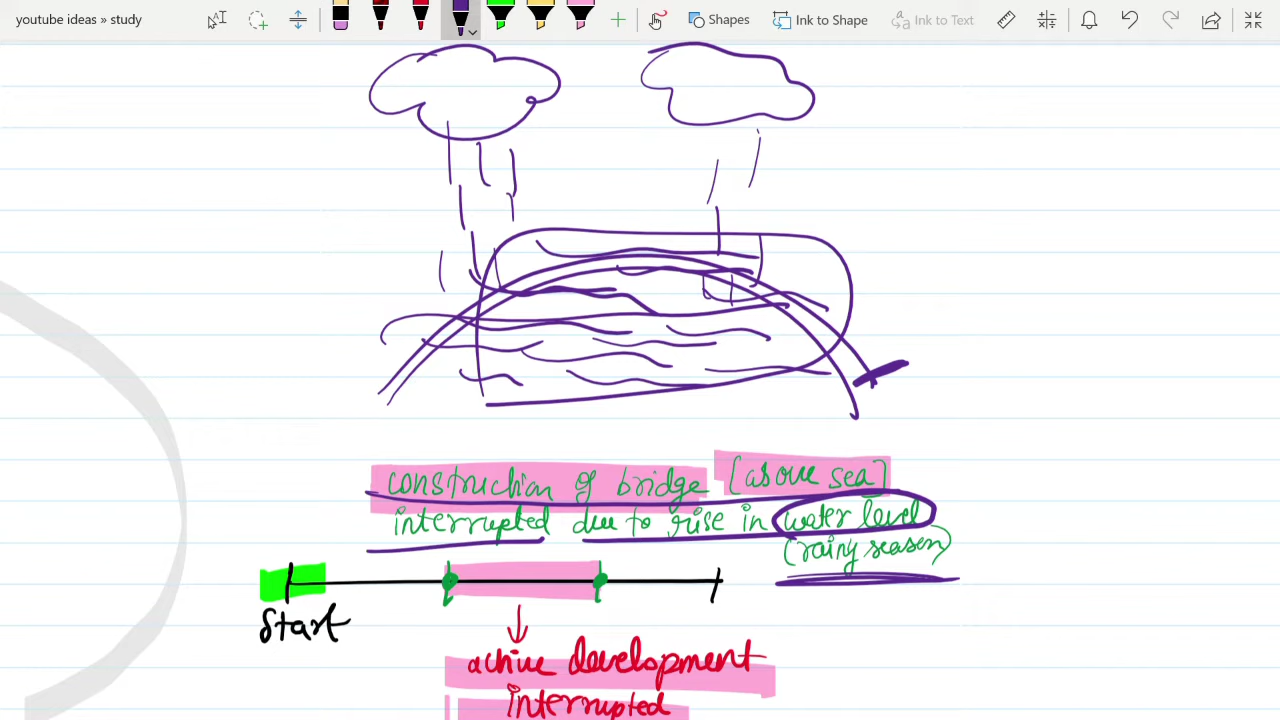 youtube ideas » study
Shapes
Ink to Shape
Ink to Text
construction of bridge [above sea]
interrupted due to rise in water level
(rainy season)
Start
active development
interrupted